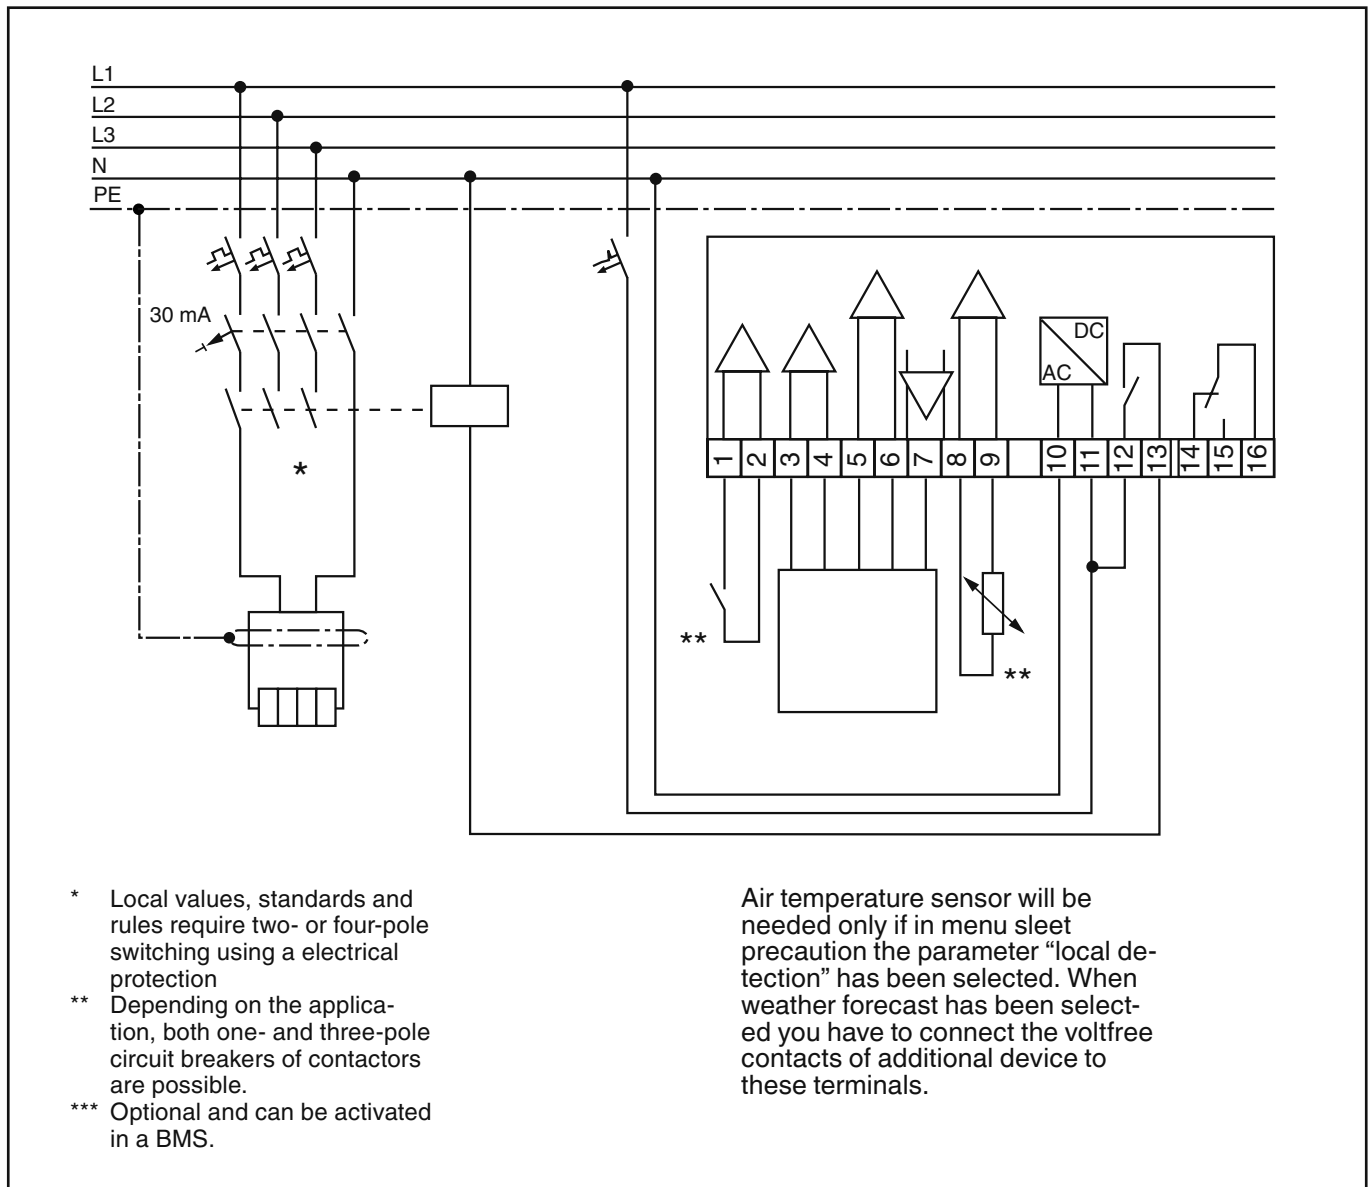 L1
L2
L3
N
PE
30 mA
DC
AC
1 2 3 4 5 6 7 8 9 10 11 12 13 14 15 16
*
**
**
* Local values, standards and
rules require two- or four-pole
switching using a electrical
protection
** Depending on the applica-
tion, both one- and three-pole
circuit breakers of contactors
are possible.
*** Optional and can be activated
in a BMS.
Air temperature sensor will be
needed only if in menu sleet
precaution the parameter “local de-
tection” has been selected. When
weather forecast has been select-
ed you have to connect the voltfree
contacts of additional device to
these terminals.